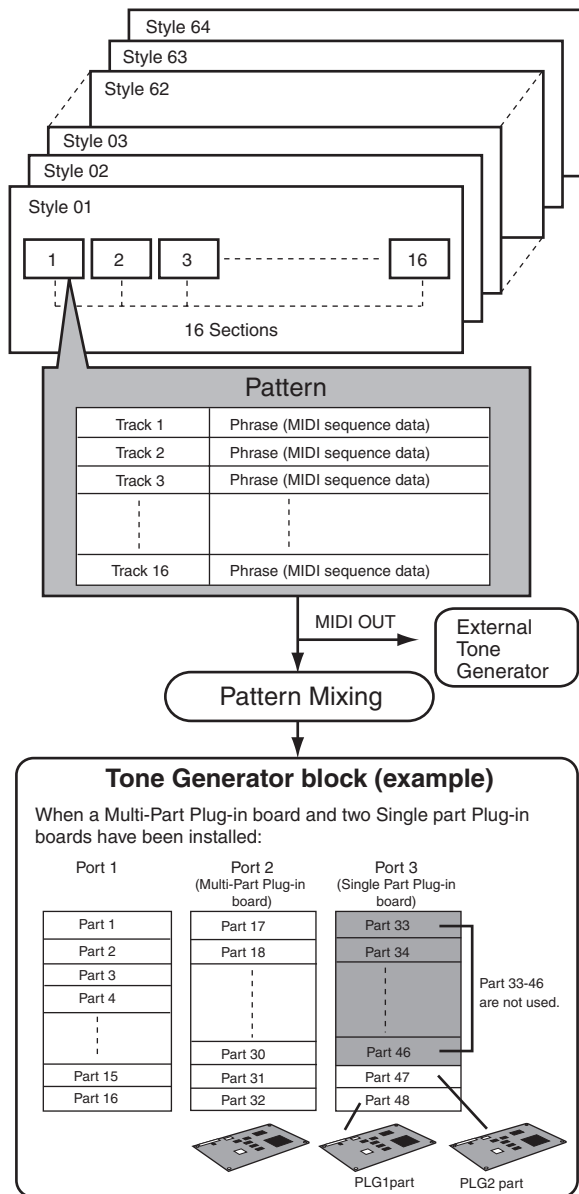 Style 64
Style 63
Style 62
Style 03
Style 02
Style 01
1 2 3 16
16 Sections
Pattern
Track 1 Phrase (MIDI sequence data)
Track 2 Phrase (MIDI sequence data)
Track 3 Phrase (MIDI sequence data)
Track 16 Phrase (MIDI sequence data)
MIDI OUT
External
Tone
Generator
Pattern Mixing
Tone Generator block (example)
When a Multi-Part Plug-in board and two Single part Plug-in
boards have been installed:
Port 1
Port 2
(Multi-Part Plug-in
board)
Port 3
(Single Part Plug-in
board)
Part 1
Part 2
Part 3
Part 4
Part 15
Part 16
Part 17
Part 18
Part 30
Part 31
Part 32
Part 33
Part 34
Part 46
Part 47
Part 48
Part 33-46
are not used.
PLG1part
PLG2 part